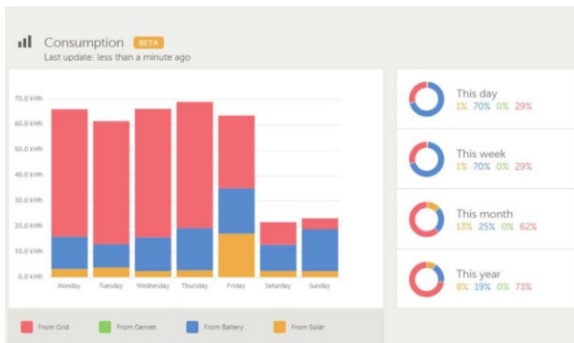 Consumption BETA
Last update: less than a minute ago
70.0 kWh
60.0 kWh
50.0 kWh
40.0 kWh
30.0 kWh
20.0 kWh
10.0 kWh
0.0 kWh
Monday Tuesday Wednesday Thursday Friday Saturday Sunday
From Grid From Genset From Battery From Solar
This day
1% 70% 0% 29%
This week
1% 70% 0% 29%
This month
13% 25% 0% 62%
This year
8% 19% 0% 73%